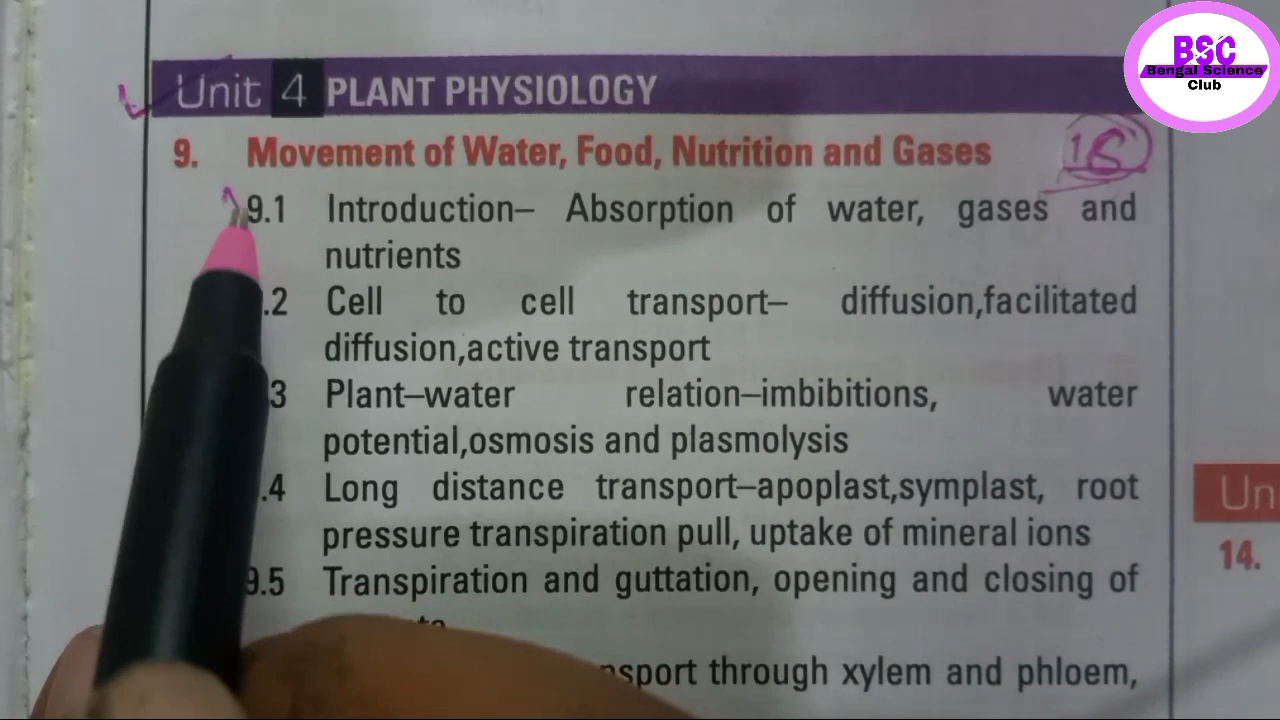 BSC
Bengal Science
Club
Unit 4 PLANT PHYSIOLOGY
9. Movement of Water, Food, Nutrition and Gases
9.1 Introduction– Absorption of water, gases and
nutrients
.2 Cell to cell transport– diffusion,facilitated
diffusion,active transport
3 Plant–water relation–imbibitions, water
potential,osmosis and plasmolysis
.4 Long distance transport–apoplast,symplast, root
pressure transpiration pull, uptake of mineral ions
9.5 Transpiration and guttation, opening and closing of
nsport through xylem and phloem,
Un
14.